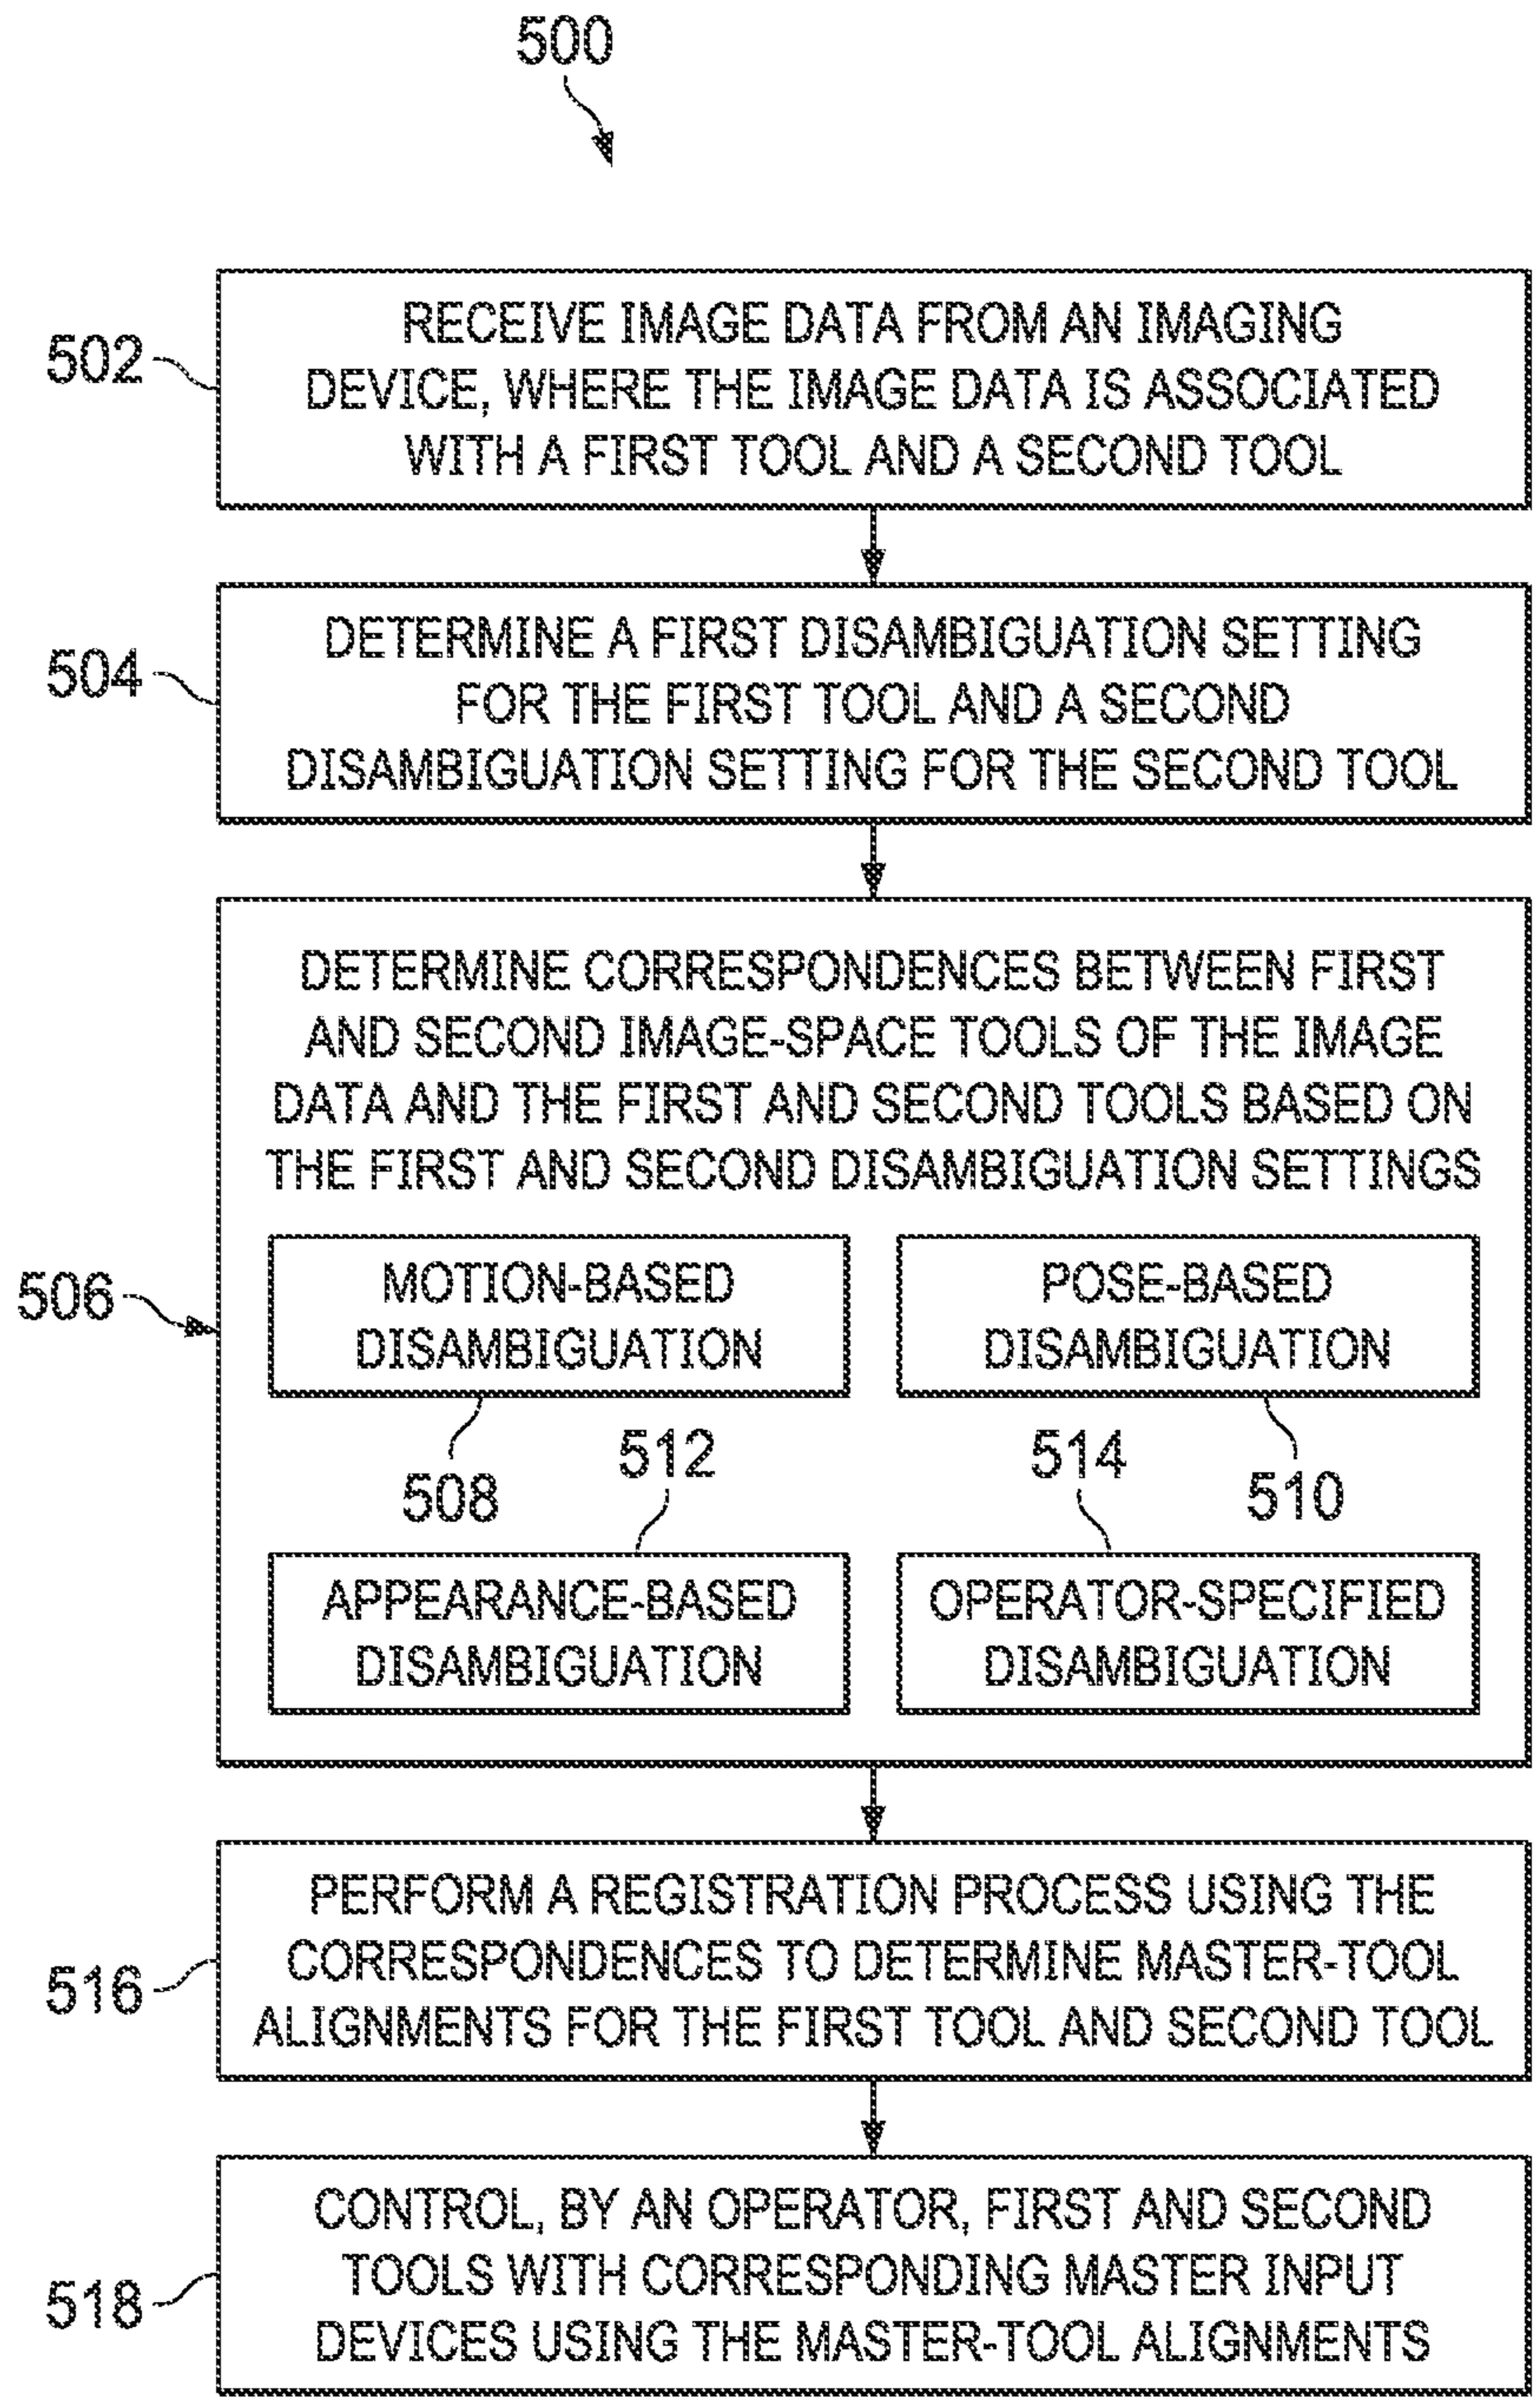 500
502
RECEIVE IMAGE DATA FROM AN IMAGING
DEVICE, WHERE THE IMAGE DATA IS ASSOCIATED
WITH A FIRST TOOL AND A SECOND TOOL
504
DETERMINE A FIRST DISAMBIGUATION SETTING
FOR THE FIRST TOOL AND A SECOND
DISAMBIGUATION SETTING FOR THE SECOND TOOL
506
DETERMINE CORRESPONDENCES BETWEEN FIRST
AND SECOND IMAGE-SPACE TOOLS OF THE IMAGE
DATA AND THE FIRST AND SECOND TOOLS BASED ON
THE FIRST AND SECOND DISAMBIGUATION SETTINGS
MOTION-BASED
DISAMBIGUATION
508
POSE-BASED
DISAMBIGUATION
510
512
APPEARANCE-BASED
DISAMBIGUATION
514
OPERATOR-SPECIFIED
DISAMBIGUATION
516
PERFORM A REGISTRATION PROCESS USING THE
CORRESPONDENCES TO DETERMINE MASTER-TOOL
ALIGNMENTS FOR THE FIRST TOOL AND SECOND TOOL
518
CONTROL, BY AN OPERATOR, FIRST AND SECOND
TOOLS WITH CORRESPONDING MASTER INPUT
DEVICES USING THE MASTER-TOOL ALIGNMENTS